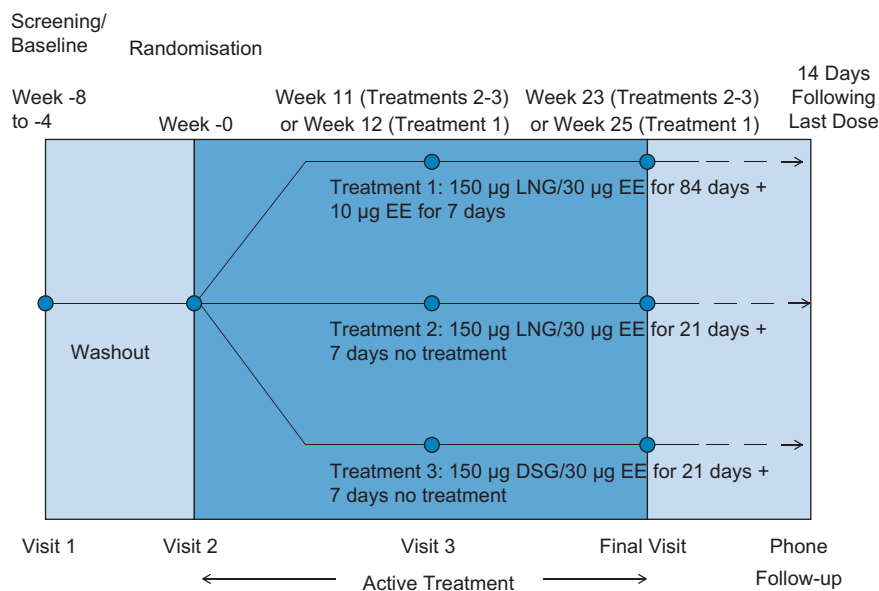 Screening/
Baseline
Randomisation
Week -8
to -4
Week -0
Week 11 (Treatments 2-3)
or Week 12 (Treatment 1)
Week 23 (Treatments 2-3)
or Week 25 (Treatment 1)
14 Days
Following
Last Dose
Treatment 1: 150 µg LNG/30 µg EE for 84 days +
10 µg EE for 7 days
Washout
Treatment 2: 150 µg LNG/30 µg EE for 21 days +
7 days no treatment
Treatment 3: 150 µg DSG/30 µg EE for 21 days +
7 days no treatment
Visit 1
Visit 2
Visit 3
Final Visit
Phone
Follow-up
Active Treatment